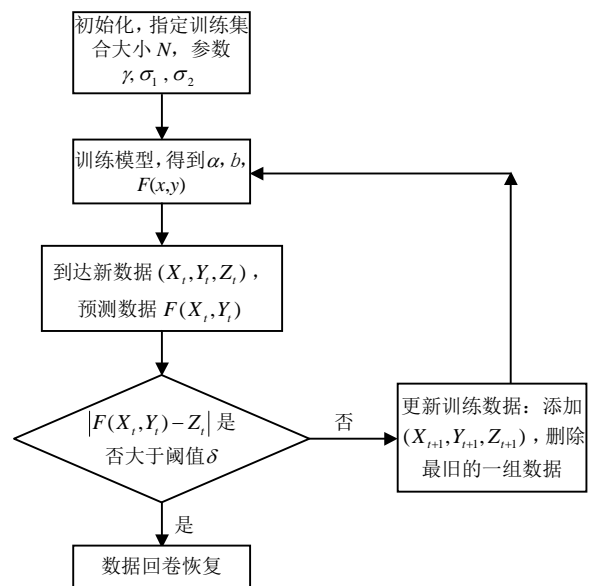 初始化，指定训练集
合大小 N，参数
γ, σ₁ , σ₂
训练模型，得到α，b，
F(x,y)
到达新数据 (Xₜ,Yₜ,Zₜ)，
预测数据 F(Xₜ,Yₜ)
|F(Xₜ,Yₜ)−Zₜ| 是
否大于阈值δ
否
更新训练数据：添加
(Xₜ₊₁,Yₜ₊₁,Zₜ₊₁)，删除
最旧的一组数据
是
数据回卷恢复